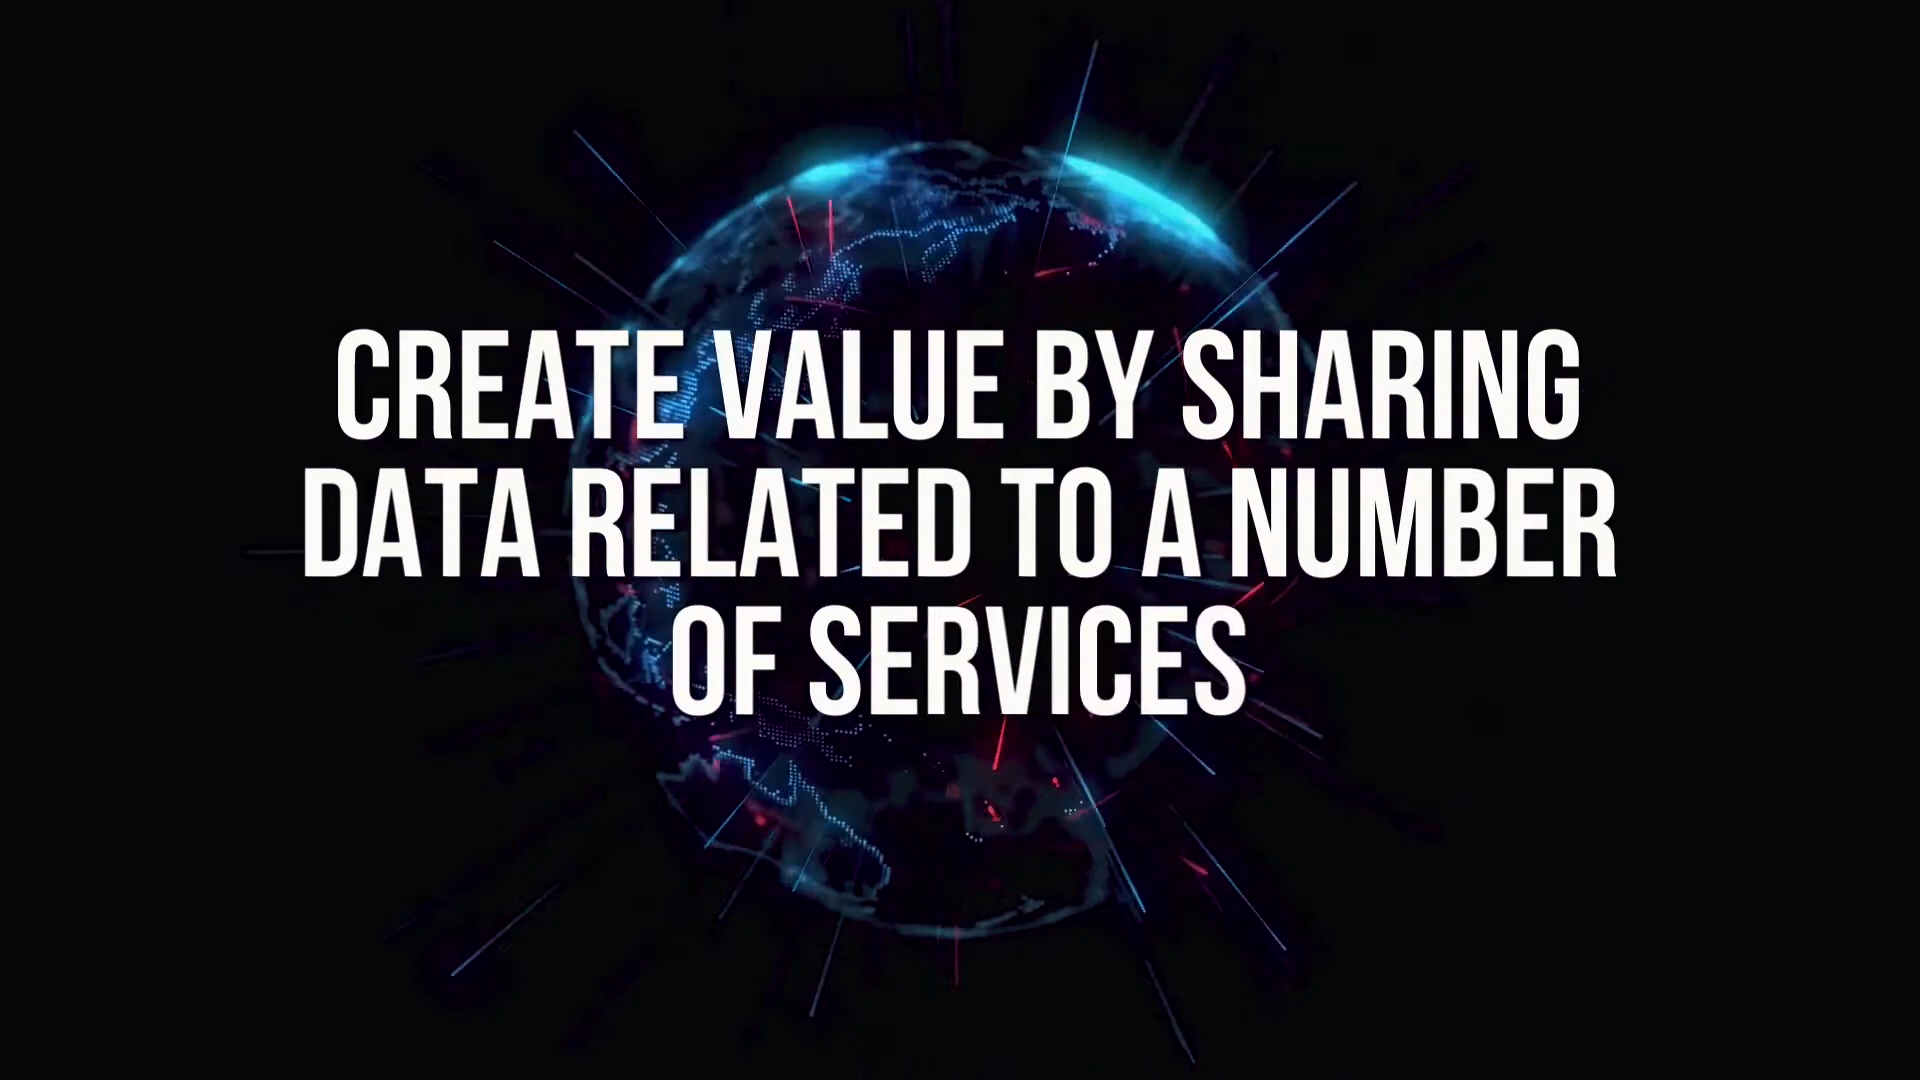 CREATE VALUE BY SHARING
DATA RELATED TO A NUMBER
OF SERVICES